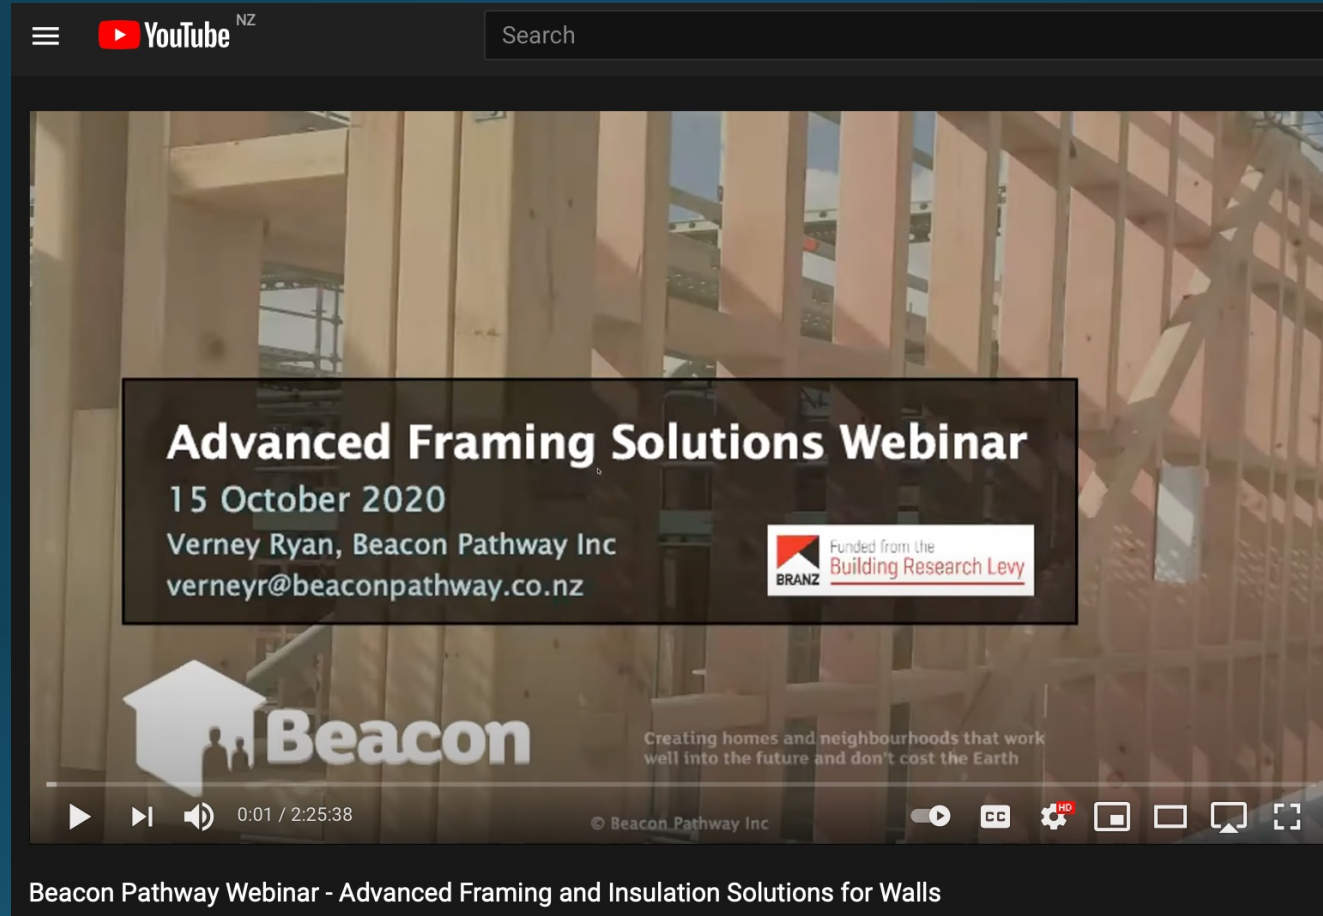 YouTube NZ
Search
Advanced Framing Solutions Webinar
15 October 2020
Verney Ryan, Beacon Pathway Inc
verneyr@beaconpathway.co.nz
BRANZ
Funded from the
Building Research Levy
Beacon
Creating homes and neighbourhoods that work
well into the future and don't cost the Earth
0:01 / 2:25:38
© Beacon Pathway Inc
CC
HD
Beacon Pathway Webinar - Advanced Framing and Insulation Solutions for Walls